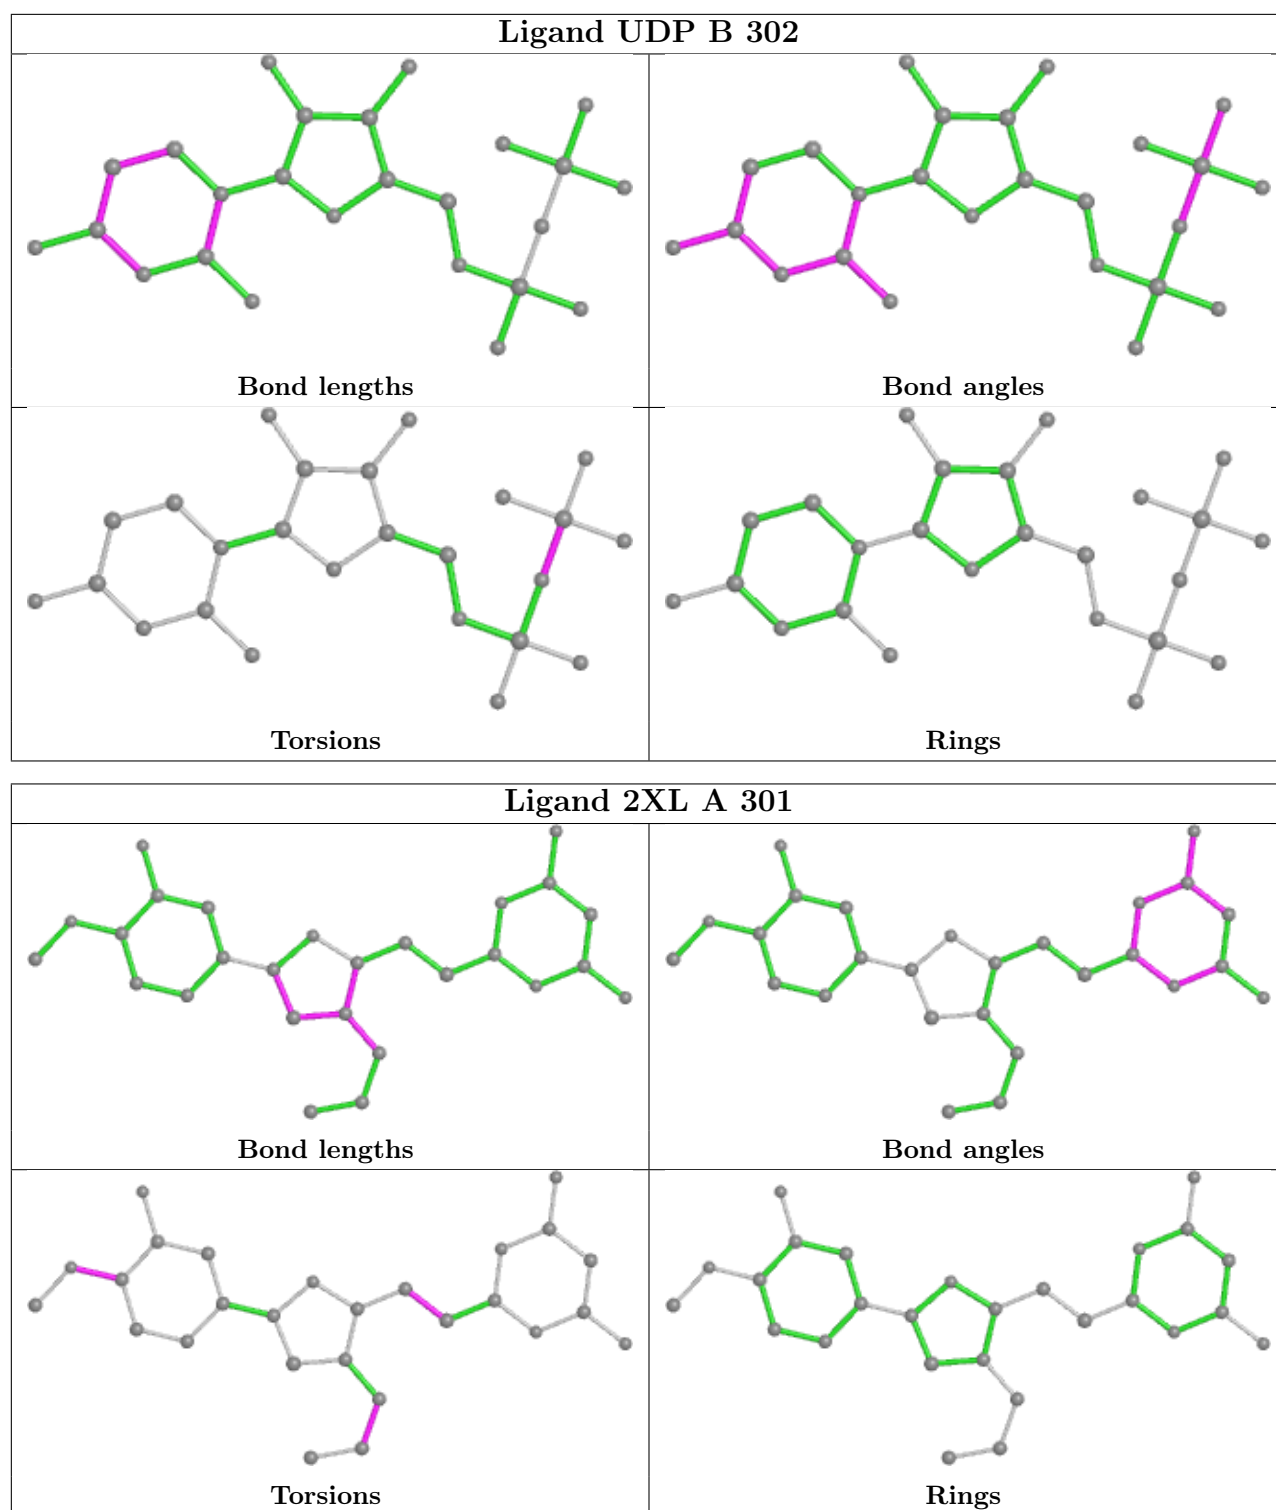 Ligand UDP B 302
Bond lengths
Bond angles
Torsions
Rings
Ligand 2XL A 301
Bond lengths
Bond angles
Torsions
Rings